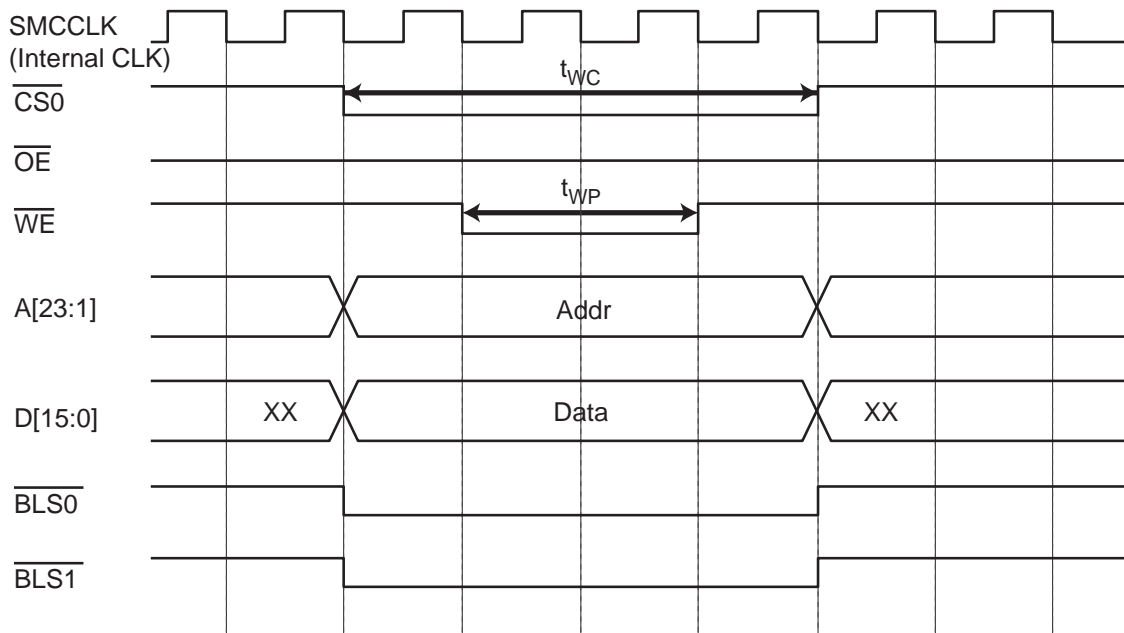 SMCCLK
(Internal CLK)
tWC
CS0
OE
tWP
WE
A[23:1]
Addr
D[15:0]
XX
Data
XX
BLS0
BLS1